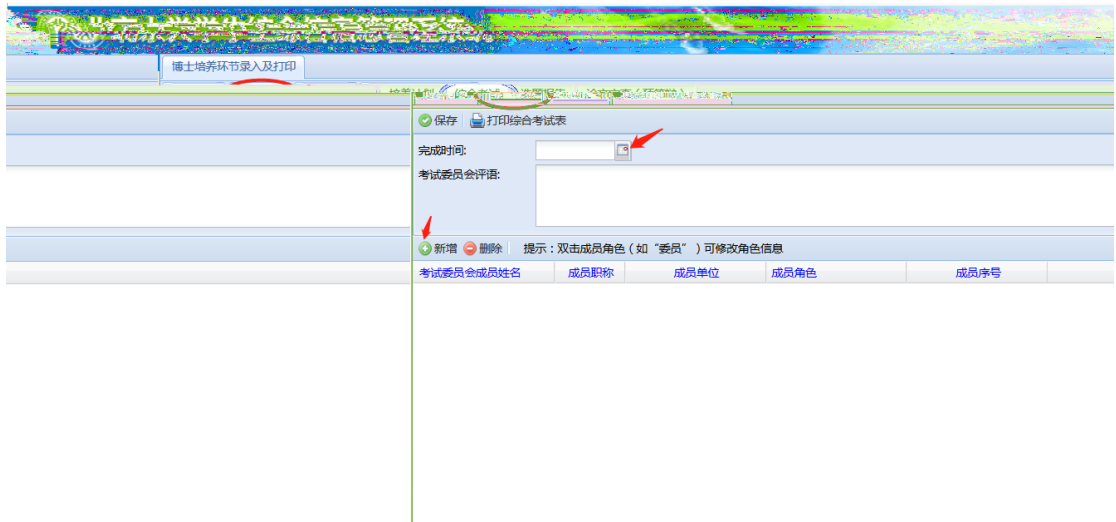 博士培养环节录入及打印
保存 打印综合考试表
完成时间:
考试委员会评语:
新增 删除 提示：双击成员角色（如“委员”）可修改角色信息
考试委员会成员姓名 成员职称 成员单位 成员角色 成员序号